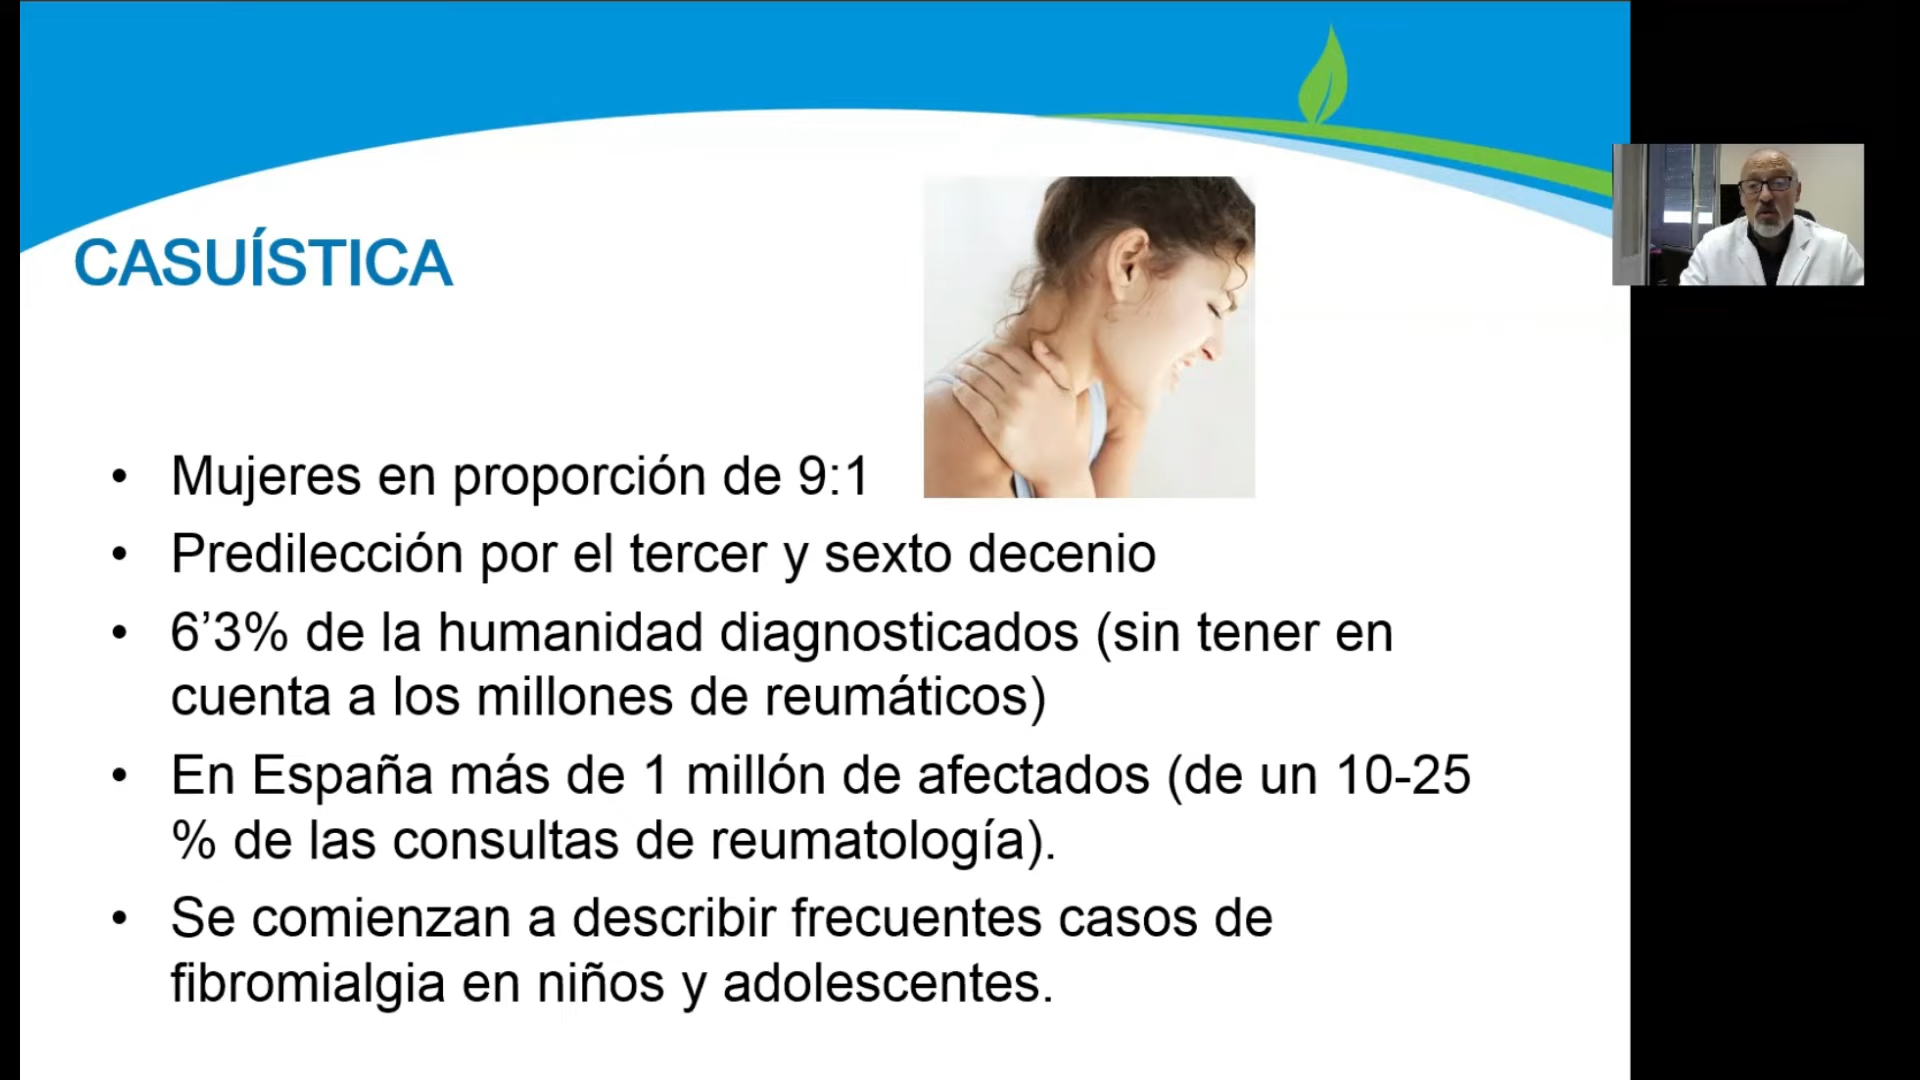 CASUÍSTICA
• Mujeres en proporción de 9:1
• Predilección por el tercer y sexto decenio
• 6’3% de la humanidad diagnosticados (sin tener en
cuenta a los millones de reumáticos)
• En España más de 1 millón de afectados (de un 10-25
% de las consultas de reumatología).
• Se comienzan a describir frecuentes casos de
fibromialgia en niños y adolescentes.